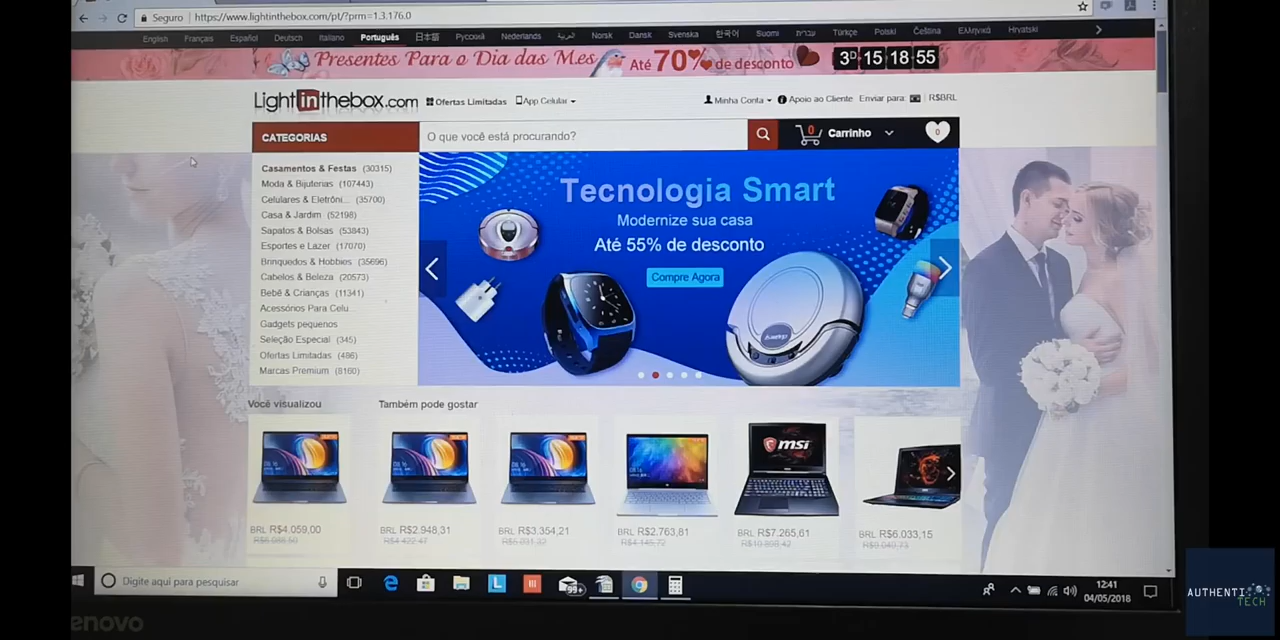 Seguro https://www.lightinthebox.com/pt/?prm=1.3.176.0
English Français Español Deutsch Italiano Português 日本語 Русский Nederlands العربية Norsk Dansk Svenska 한국어 Suomi עברית Türkçe Polski Čeština Ελληνικά Hrvatski
Presentes Para o Dia das Mes Até 70% de desconto 3D:15:18:55
Lightinthebox.com Ofertas Limitadas App Celular Minha Conta Apoio ao Cliente Enviar para: R$BRL
CATEGORIAS O que você está procurando? 0 Carrinho 0
Casamentos & Festas (30315)
Moda & Bijuterias (107443)
Celulares & Eletrôni... (35700)
Casa & Jardim (52198)
Sapatos & Bolsas (53843)
Esportes e Lazer (17070)
Brinquedos & Hobbies (35696)
Cabelos & Beleza (20573)
Bebê & Crianças (11341)
Acessórios Para Celu...
Gadgets pequenos
Seleção Especial (345)
Ofertas Limitadas (486)
Marcas Premium (8160)
Tecnologia Smart
Modernize sua casa
Até 55% de desconto
Compre Agora
Você visualizou Também pode gostar
msi
BRL R$4.059,00 BRL R$2.948,31 BRL R$3.354,21 BRL R$2.763,81 BRL R$7.265,61 BRL R$6.033,15
Digite aqui para pesquisar L 99+ 12:41
04/05/2018
enovo
AUTHENTI
TECH